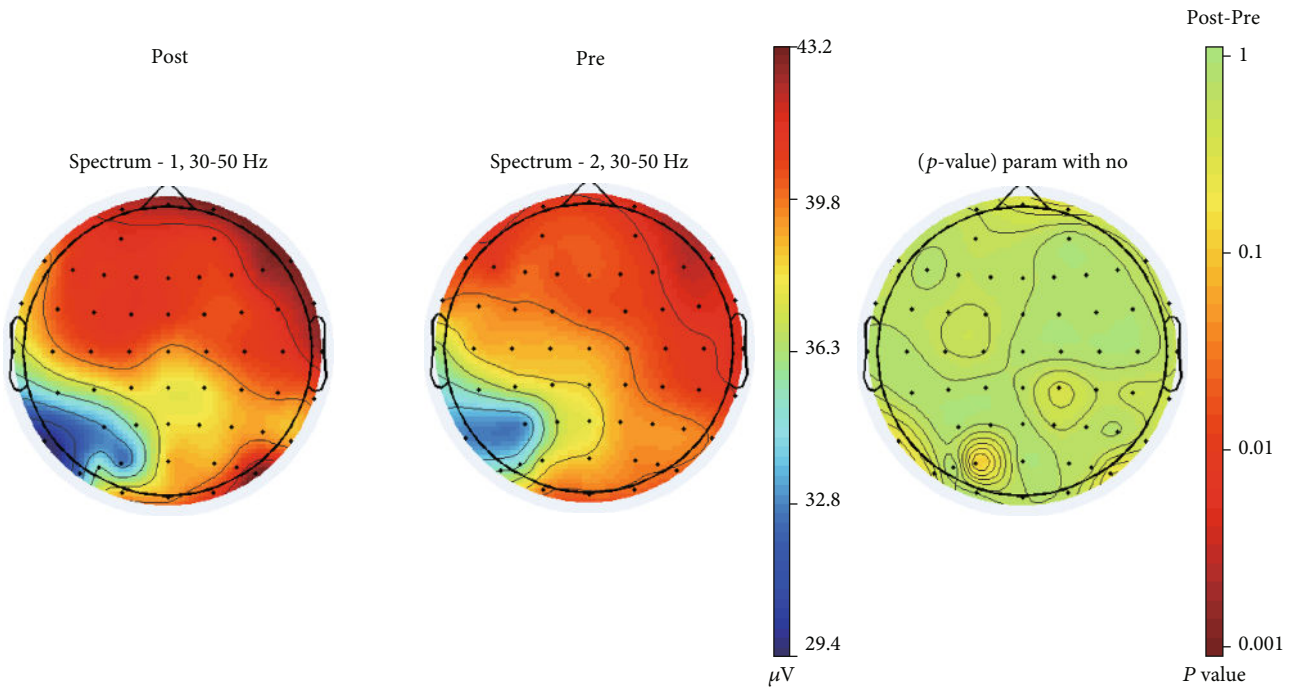 Post
Pre
Post-Pre
Spectrum - 1, 30-50 Hz
Spectrum - 2, 30-50 Hz
(p-value) param with no
43.2
39.8
36.3
32.8
29.4
µV
1
0.1
0.01
0.001
P value